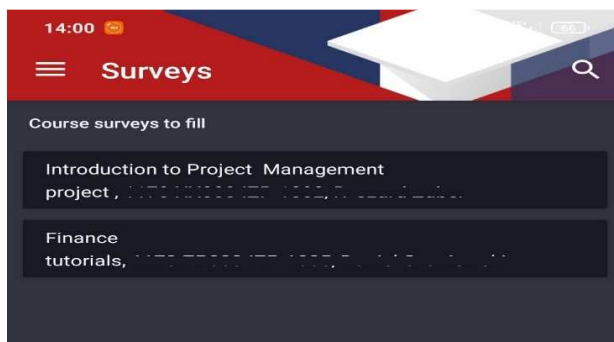 14:00
Surveys
Course surveys to fill
Introduction to Project Management
project ,
Finance
tutorials,